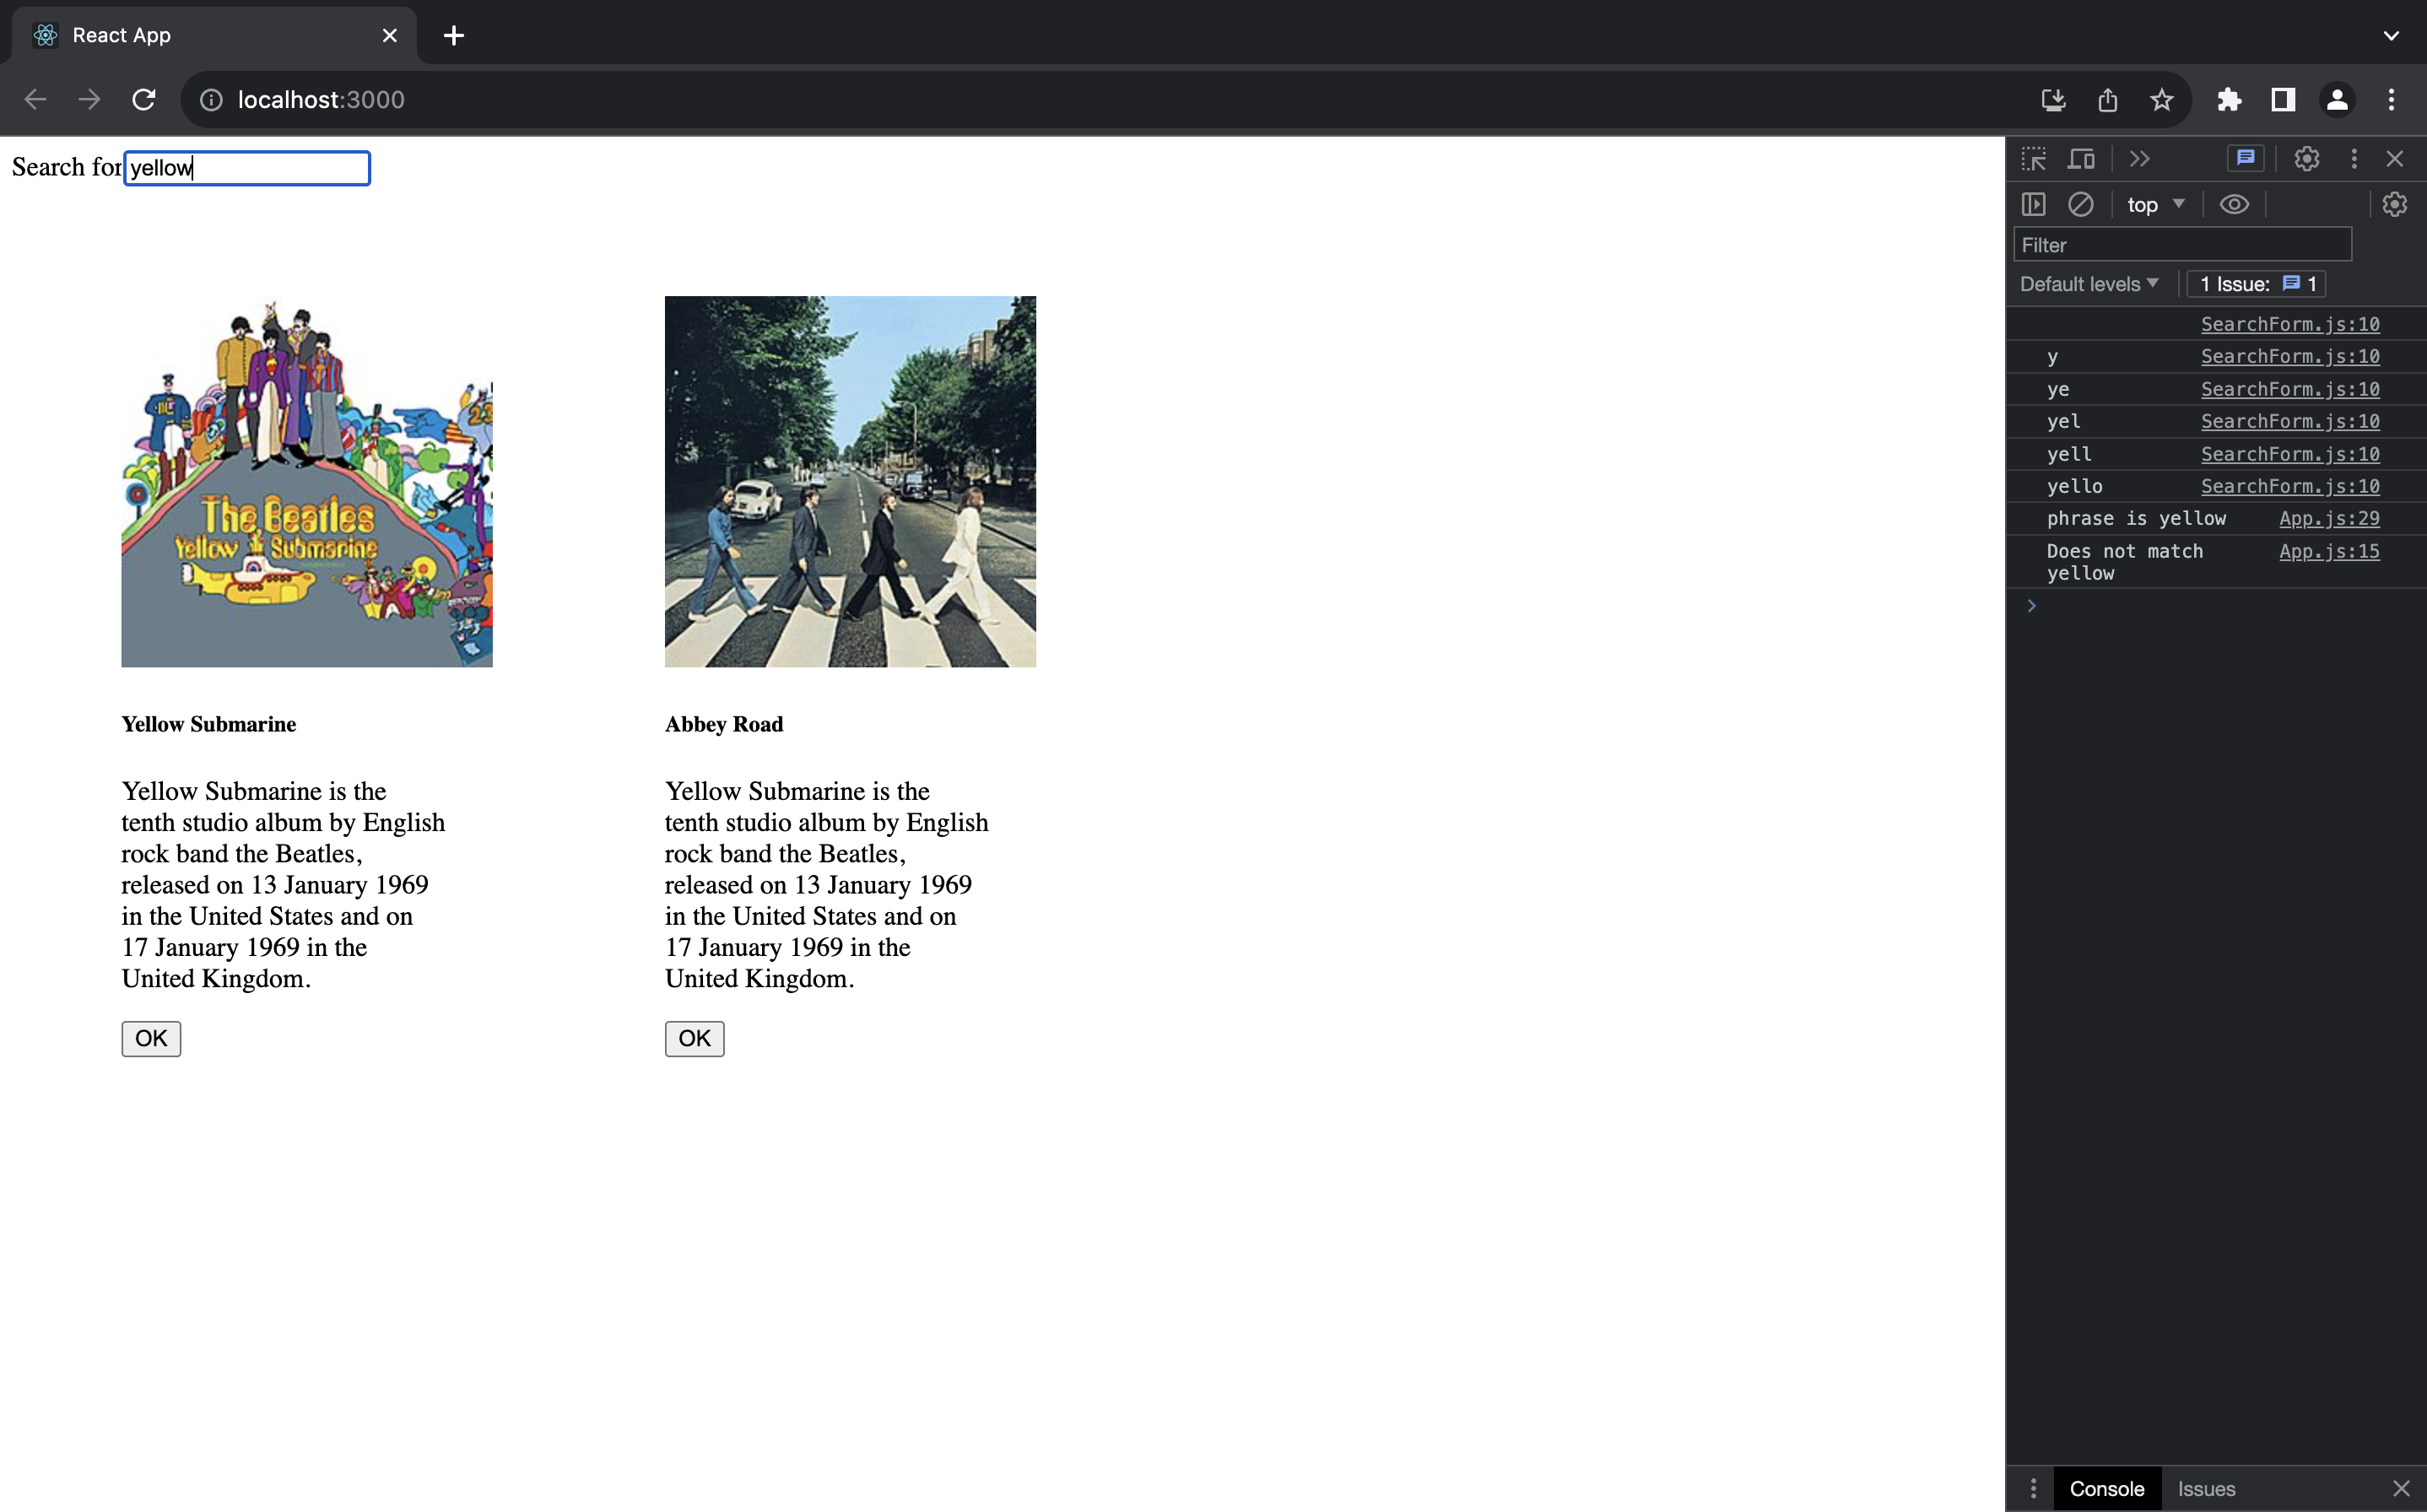 React App
localhost:3000
Search for yellow
The Beatles
Yellow Submarine
Yellow Submarine
Yellow Submarine is the
tenth studio album by English
rock band the Beatles,
released on 13 January 1969
in the United States and on
17 January 1969 in the
United Kingdom.
OK
Abbey Road
Yellow Submarine is the
tenth studio album by English
rock band the Beatles,
released on 13 January 1969
in the United States and on
17 January 1969 in the
United Kingdom.
OK
top
Filter
Default levels 1 Issue: 1
SearchForm.js:10
y SearchForm.js:10
ye SearchForm.js:10
yel SearchForm.js:10
yell SearchForm.js:10
yello SearchForm.js:10
phrase is yellow App.js:29
Does not match App.js:15
yellow
Console Issues